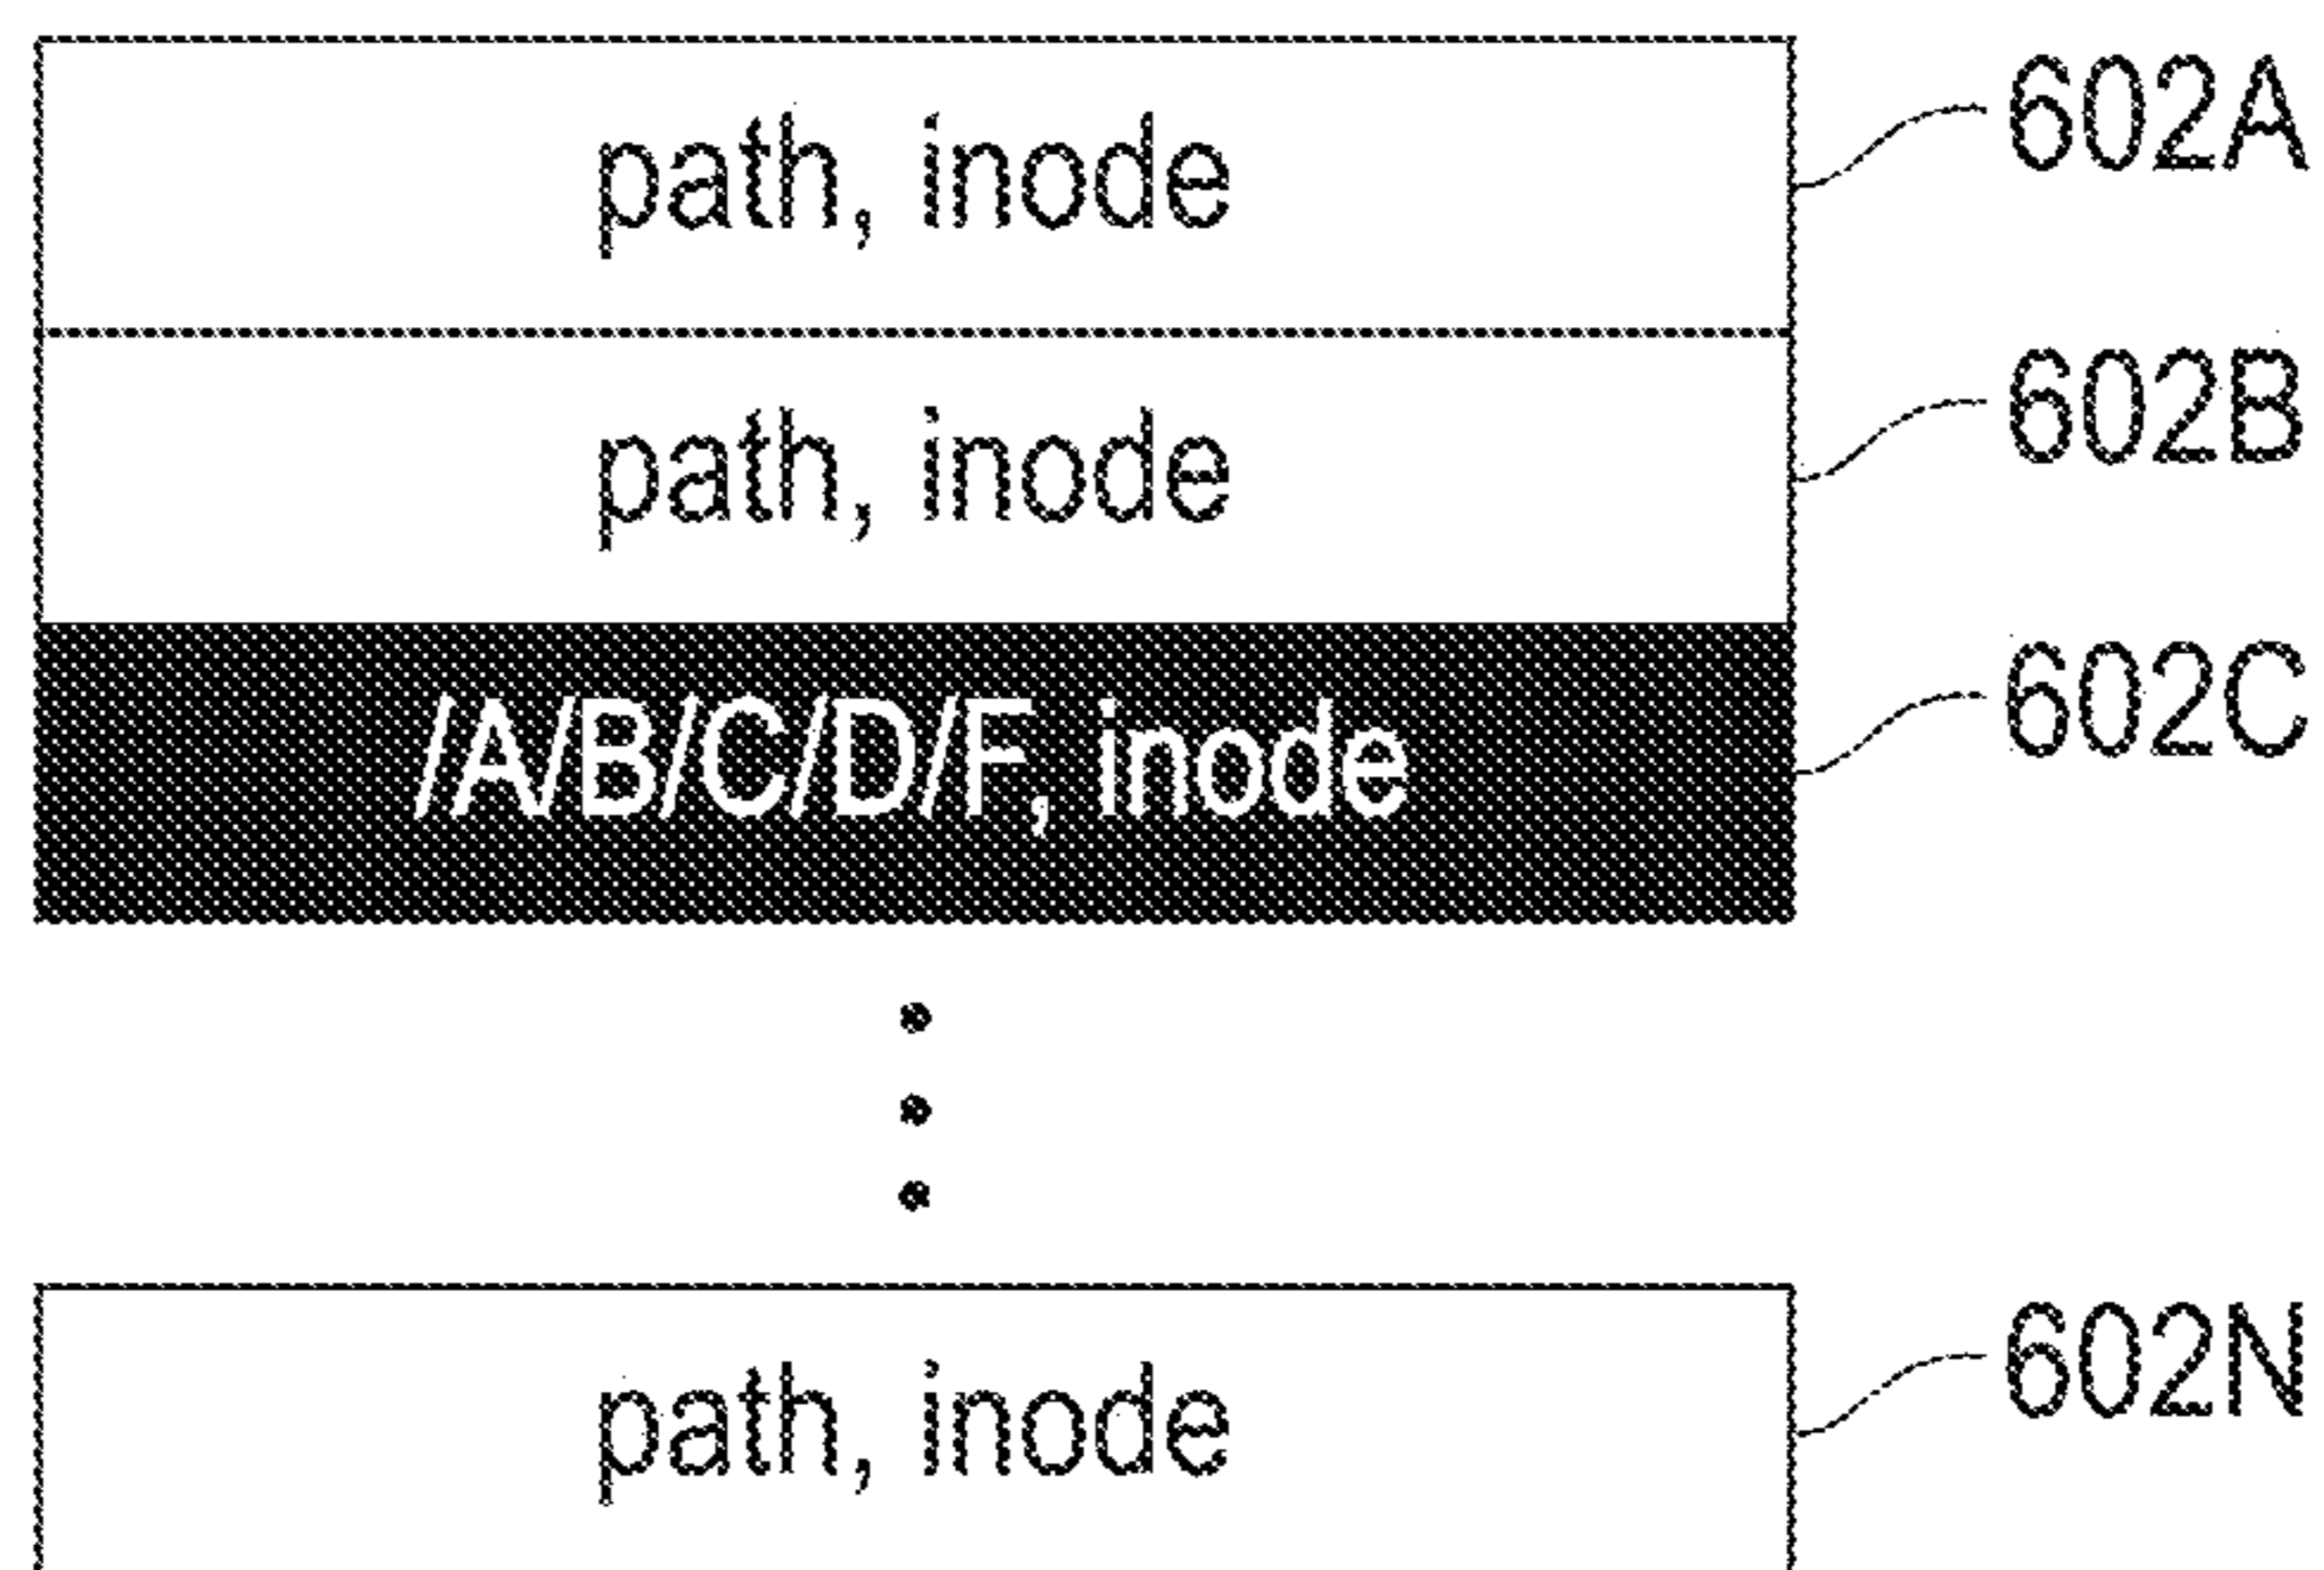 path, inode 602A
path, inode 602B
/A/B/C/D/F, inode 602C
path, inode 602N